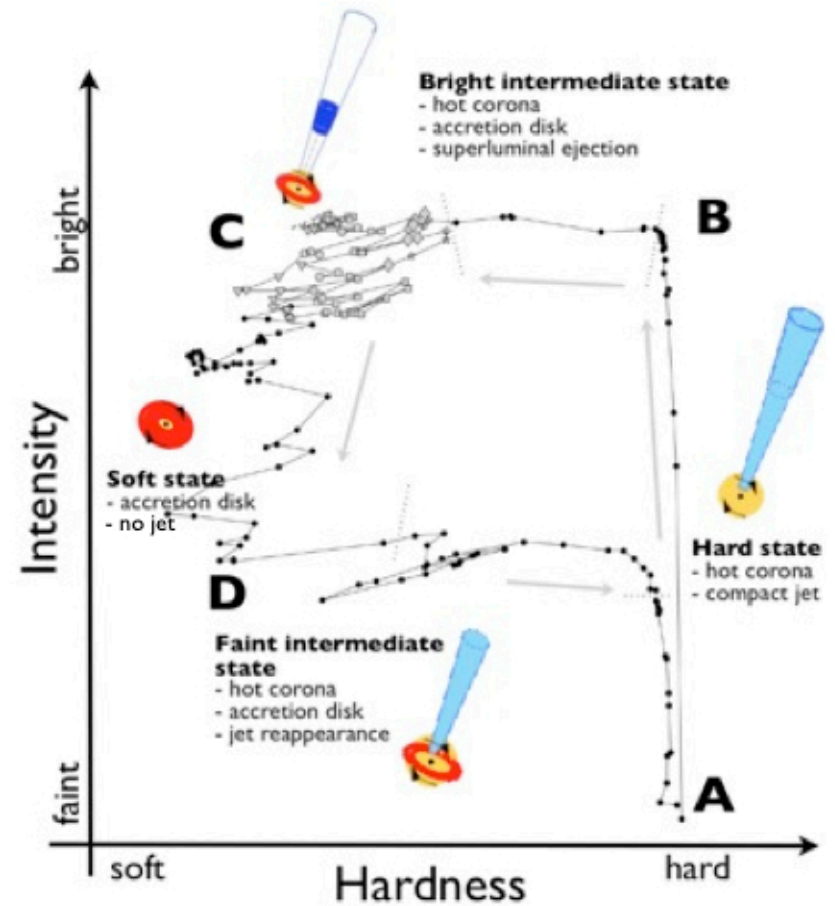 Bright intermediate state
- hot corona
- accretion disk
- superluminal ejection
bright
C
B
Intensity
Soft state
- accretion disk
- no jet
Hard state
- hot corona
- compact jet
D
Faint intermediate
state
- hot corona
- accretion disk
- jet reappearance
faint
A
soft
Hardness
hard